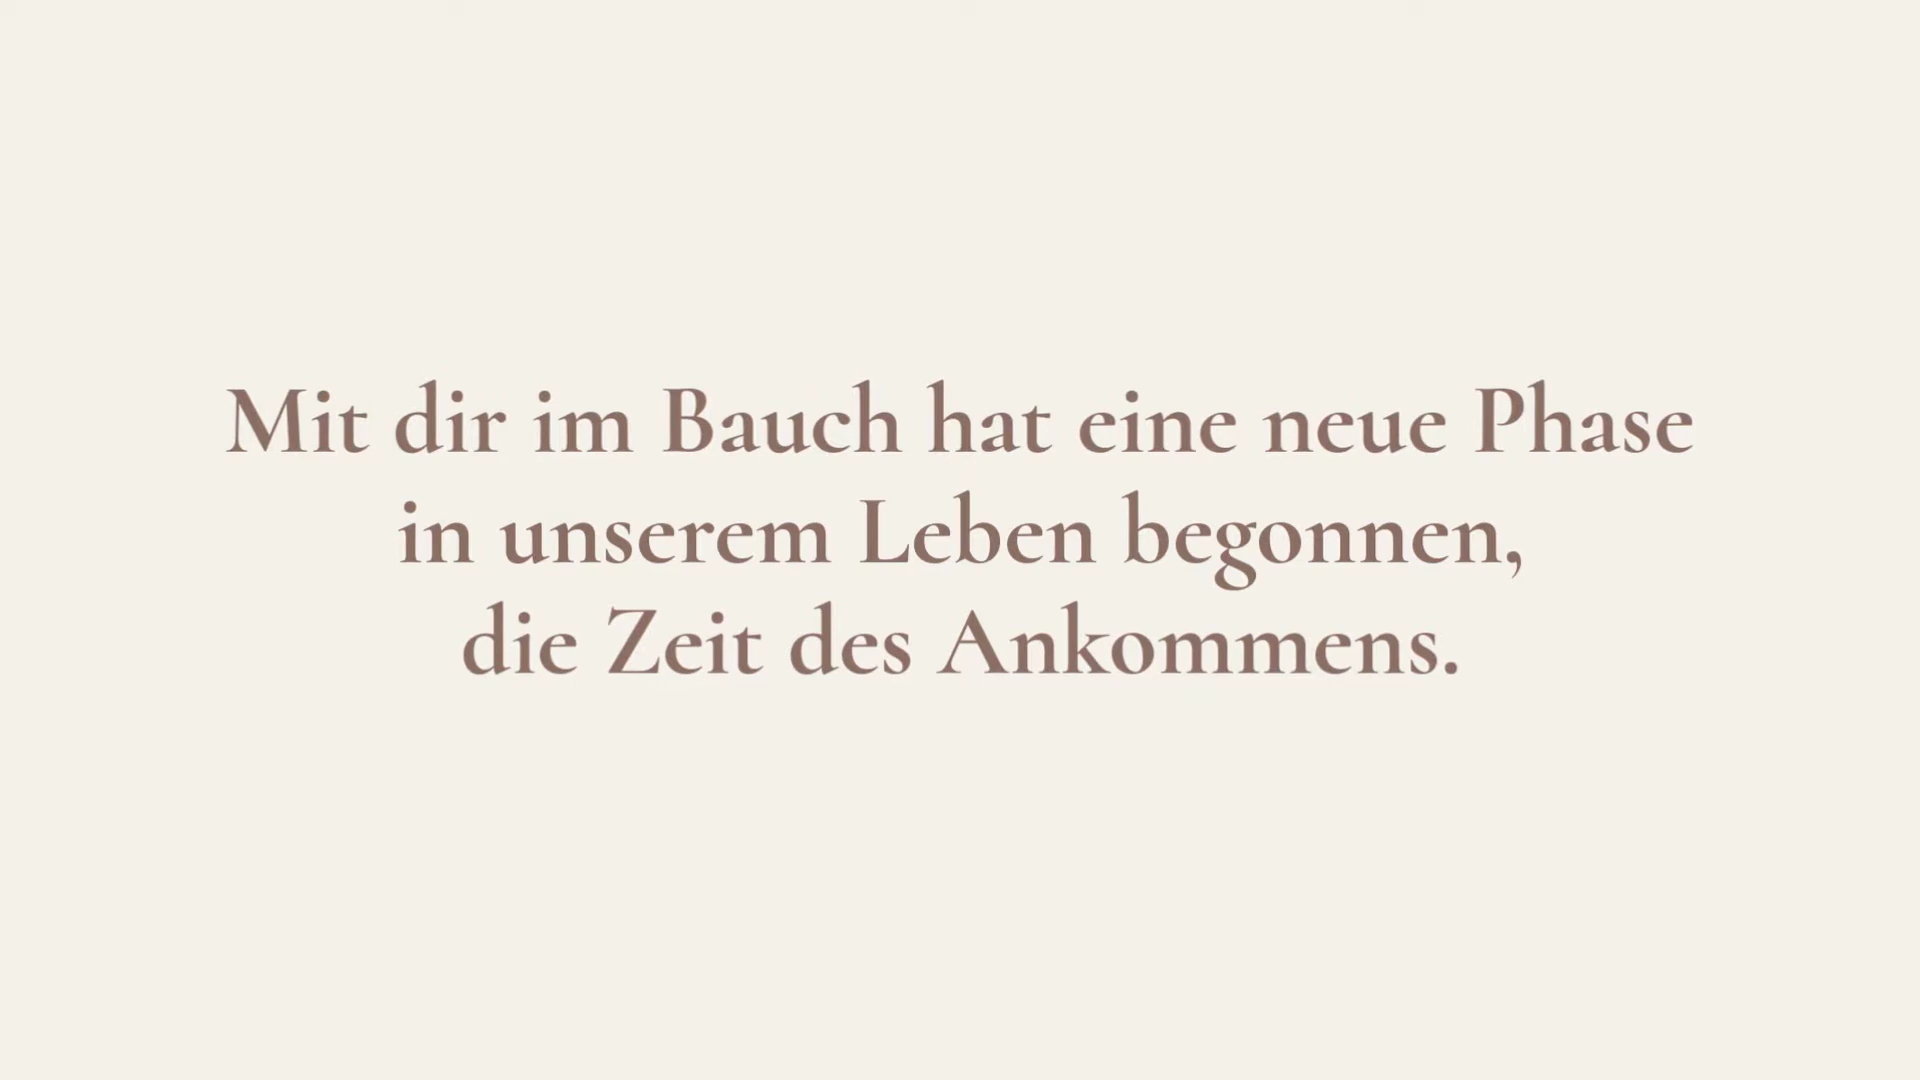 Mit dir im Bauch hat eine neue Phase
in unserem Leben begonnen,
die Zeit des Ankommens.